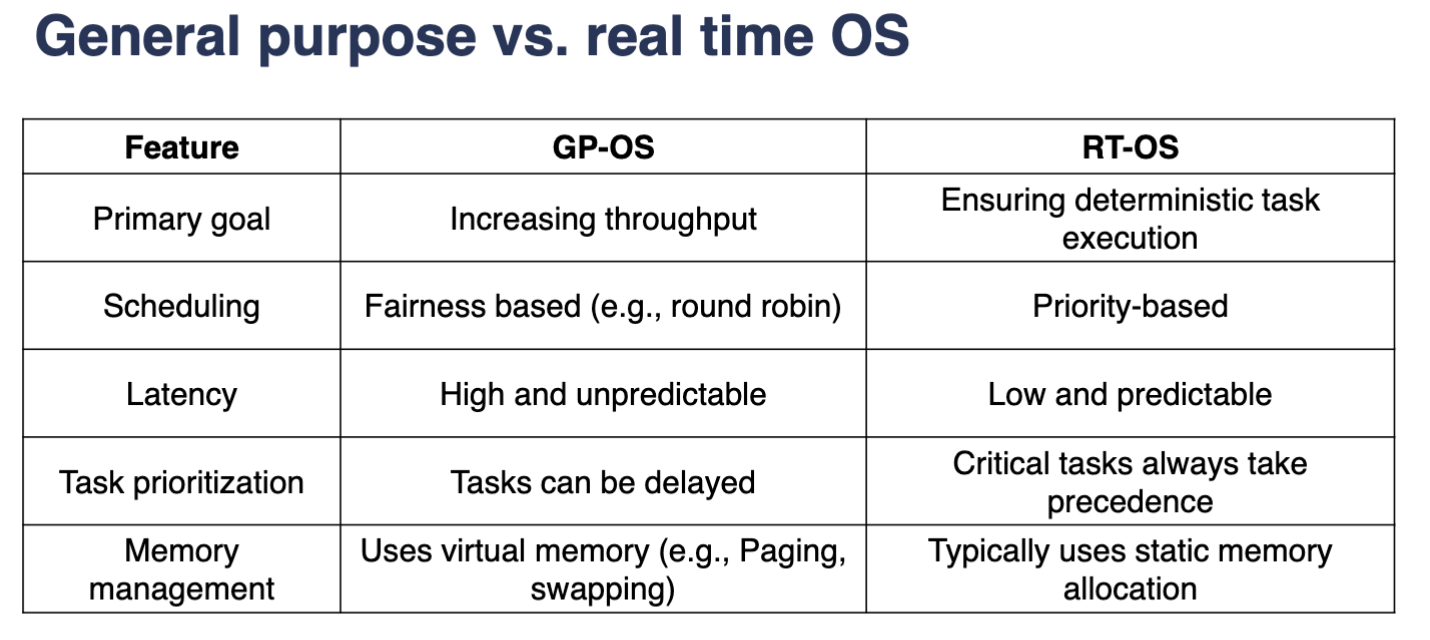 General purpose vs. real time OS
Feature
GP-OS
RT-OS
Primary goal
Increasing throughput
Ensuring deterministic task
execution
Scheduling
Fairness based (e.g., round robin)
Priority-based
Latency
High and unpredictable
Low and predictable
Task prioritization
Tasks can be delayed
Critical tasks always take
precedence
Memory
management
Uses virtual memory (e.g., Paging,
swapping)
Typically uses static memory
allocation